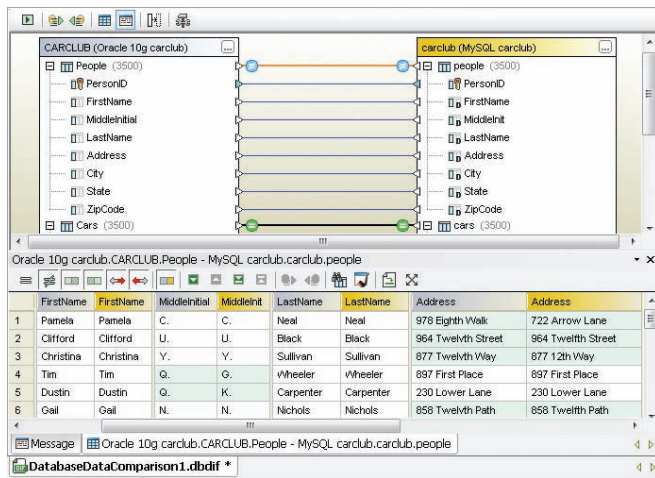 CARCLUB (Oracle 10g carclub) ...
carclub (MySQL carclub) ...
People (3500)
people (3500)
PersonID
PersonID
FirstName
FirstName
MiddleInitial
MiddleInit
LastName
LastName
Address
Address
City
City
State
State
ZipCode
ZipCode
Cars (3500)
cars (3500)
Oracle 10g carclub.CARCLUB.People - MySQL carclub.carclub.people
FirstName FirstName MiddleInitial MiddleInit LastName LastName Address Address
1 Pamela Pamela C. C. Neal Neal 978 Eighth Walk 722 Arrow Lane
2 Clifford Clifford U. U. Black Black 964 Twelvth Street 964 Twelfth Street
3 Christina Christina Y. Y. Sullivan Sullivan 877 Twelvth Way 877 12th Way
4 Tim Tim Q. G. Wheeler Wheeler 897 First Place 897 First Place
5 Dustin Dustin Q. K. Carpenter Carpenter 230 Lower Lane 230 Lower Lane
6 Gail Gail N. N. Nichols Nichols 858 Twelvth Path 858 Twelfth Path
Message Oracle 10g carclub.CARCLUB.People - MySQL carclub.carclub.people
DatabaseDataComparison1.dbdif *